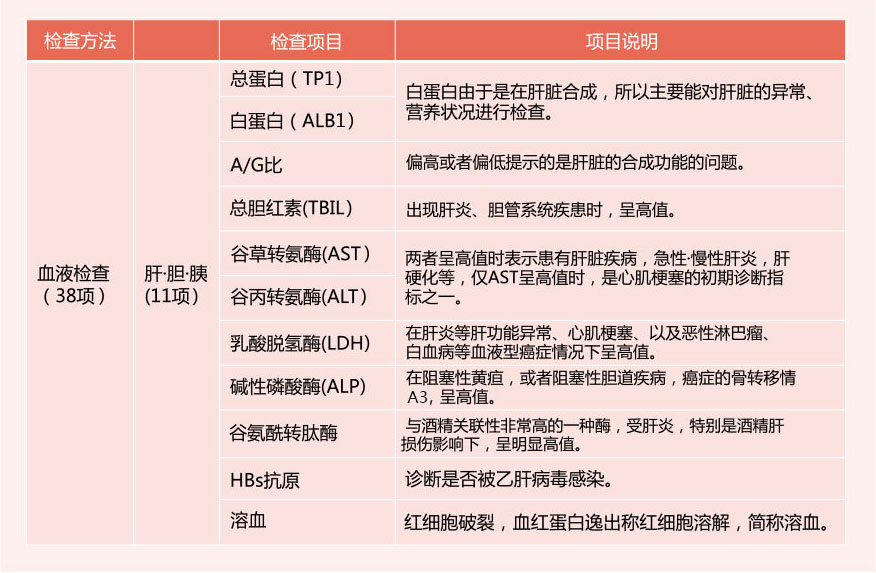 检查方法
检查项目
项目说明
血液检查
（38项）
肝·胆·胰
(11项）
总蛋白（TP1）
白蛋白（ALB1）
白蛋白由于是在肝脏合成，所以主要能对肝脏的异常、
营养状况进行检查。
A/G比
偏高或者偏低提示的是肝脏的合成功能的问题。
总胆红素(TBIL）
出现肝炎、胆管系统疾患时，呈高值。
谷草转氨酶(AST）
谷丙转氨酶(ALT）
两者呈高值时表示患有肝脏疾病，急性·慢性肝炎，肝
硬化等，仅AST呈高值时，是心肌梗塞的初期诊断指
标之一。
乳酸脱氢酶(LDH)
在肝炎等肝功能异常、心肌梗塞、以及恶性淋巴瘤、
白血病等血液型癌症情况下呈高值。
碱性磷酸酶(ALP)
在阻塞性黄疸，或者阻塞性胆道疾病，癌症的骨转移情
A3，呈高值。
谷氨酰转肽酶
与酒精关联性非常高的一种酶，受肝炎，特别是酒精肝
损伤影响下，呈明显高值。
HBs抗原
诊断是否被乙肝病毒感染。
溶血
红细胞破裂，血红蛋白逸出称红细胞溶解，简称溶血。